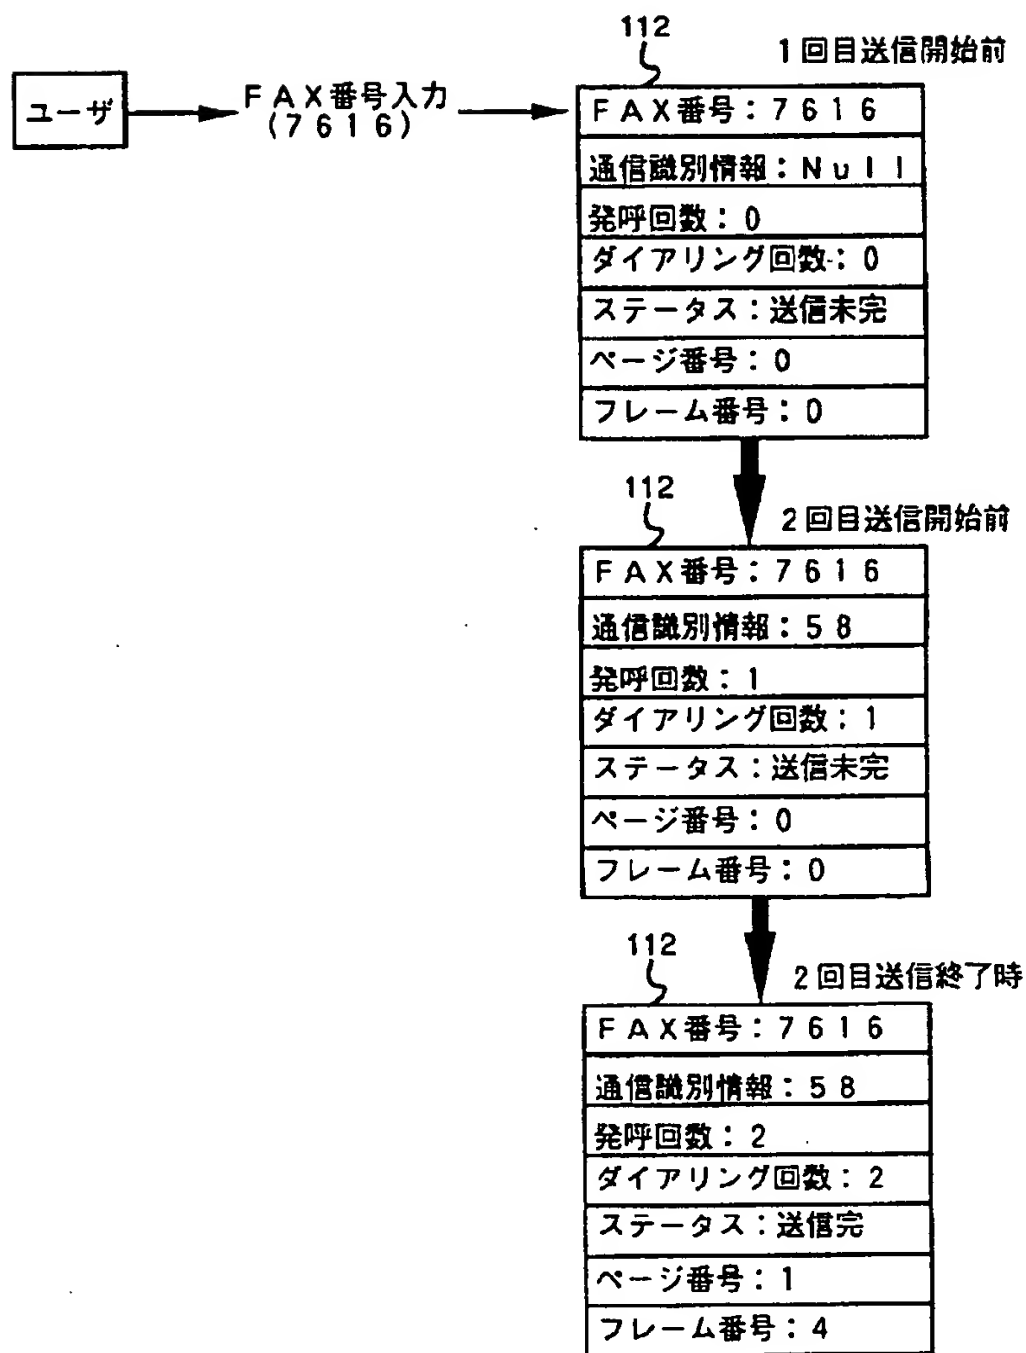 112
1回目送信開始前
ユーザ
FAX番号入力
(7616)
FAX番号:7616
通信識別情報:Null
発呼回数:0
ダイアリング回数:0
ステータス:送信未完
ページ番号:0
フレーム番号:0
112
2回目送信開始前
FAX番号:7616
通信識別情報:58
発呼回数:1
ダイアリング回数:1
ステータス:送信未完
ページ番号:0
フレーム番号:0
112
2回目送信終了時
FAX番号:7616
通信識別情報:58
発呼回数:2
ダイアリング回数:2
ステータス:送信完
ページ番号:1
フレーム番号:4